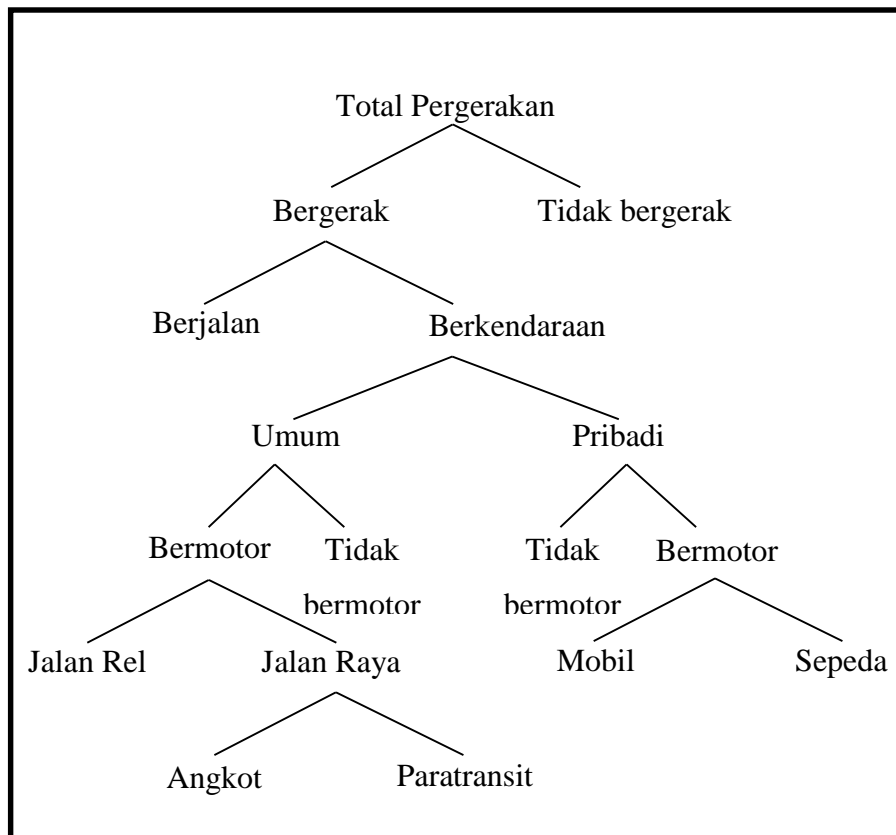 Total Pergerakan
Bergerak
Tidak bergerak
Berjalan
Berkendaraan
Umum
Pribadi
Bermotor
Tidak
bermotor
Tidak
bermotor
Bermotor
Jalan Rel
Jalan Raya
Mobil
Sepeda
Angkot
Paratransit